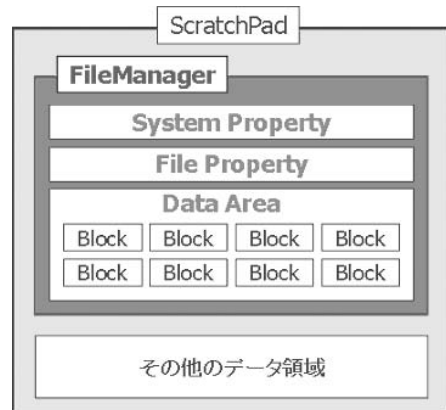 ScratchPad
FileManager
System Property
File Property
Data Area
Block Block Block Block
Block Block Block Block
その他のデータ領域